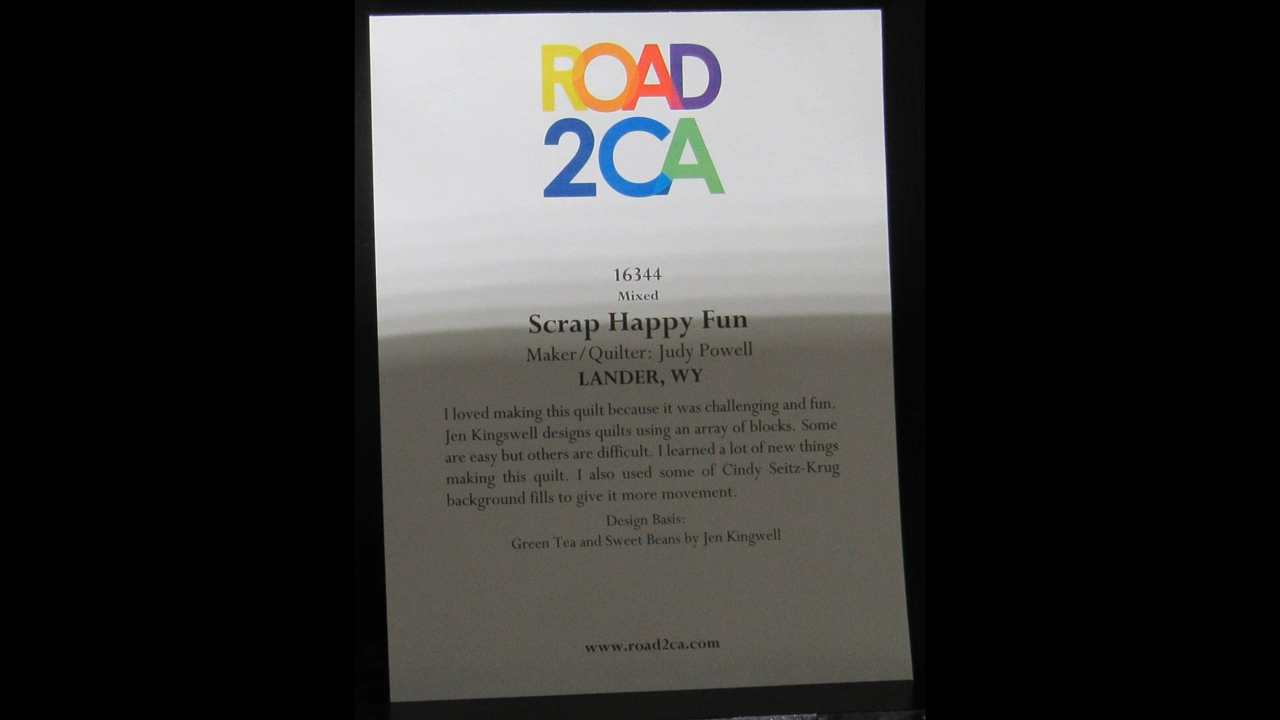 ROAD
2CA
16344
Mixed
Scrap Happy Fun
Maker/Quilter: Judy Powell
LANDER, WY
I loved making this quilt because it was challenging and fun.
Jen Kingswell designs quilts using an array of blocks. Some
are easy but others are difficult. I learned a lot of new things
making this quilt. I also used some of Cindy Seitz-Krug
background fills to give it more movement.
Design Basis:
Green Tea and Sweet Beans by Jen Kingwell
www.road2ca.com